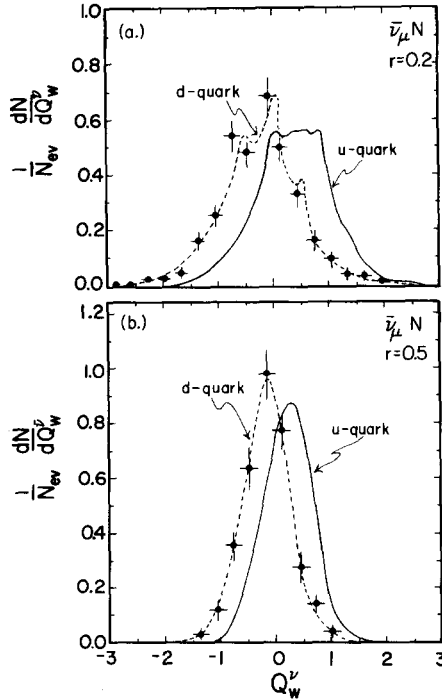 (a.)
ν̄μN
r=0.2
d-quark
u-quark
1/Nev dN/dQwν
1.0
0.8
0.6
0.4
0.2
0.0
(b.)
ν̄μ N
r=0.5
d-quark
u-quark
1/Nev dN/dQwν
1.2
1.0
0.8
0.6
0.4
0.2
0.0
-3 -2 -1 0 1 2 3
Qwν